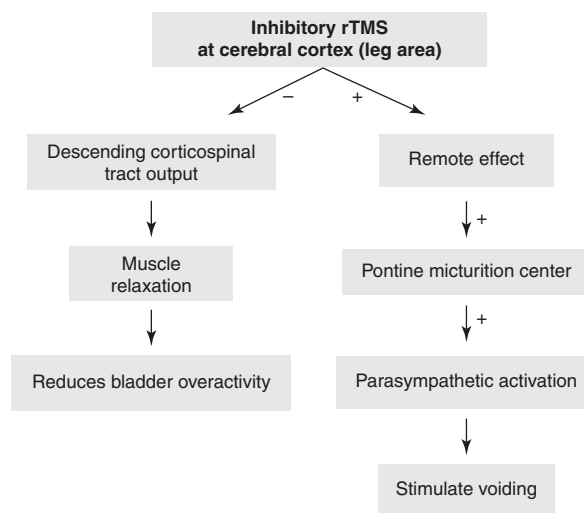 Inhibitory rTMS
at cerebral cortex (leg area)
− +
Descending corticospinal
tract output
Remote effect
+
Muscle
relaxation
Pontine micturition center
+
Reduces bladder overactivity
Parasympathetic activation
Stimulate voiding